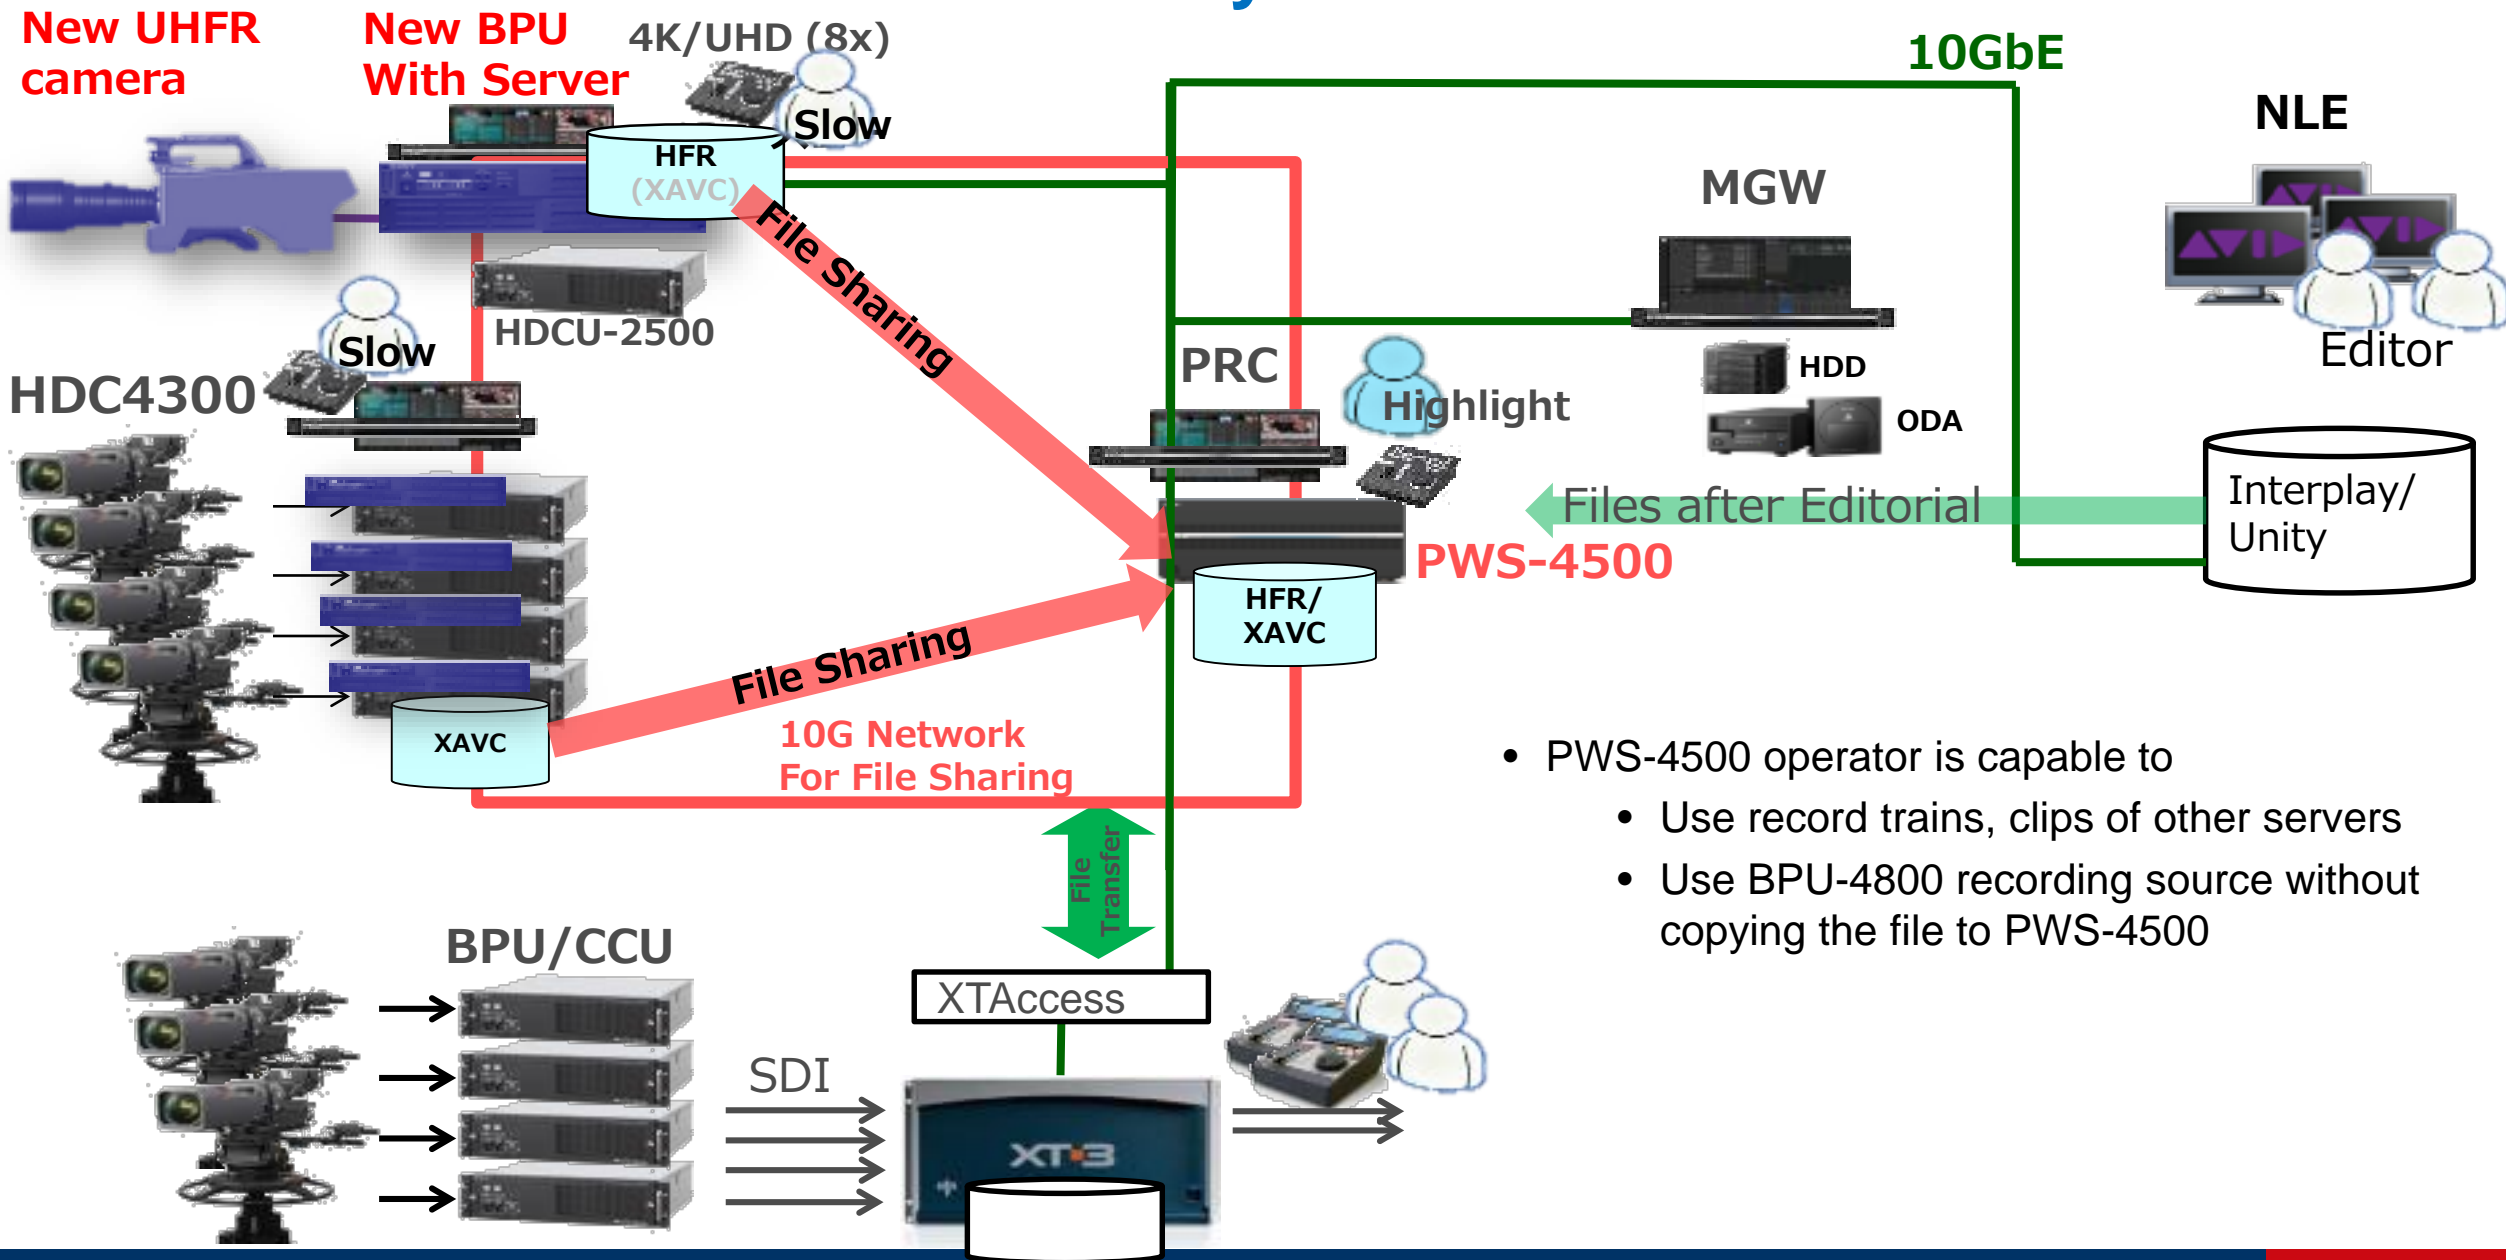 New UHFR
camera
New BPU
With Server
4K/UHD (8x)
Slow
HFR
(XAVC)
10GbE
NLE
MGW
AVID
AVID
Editor
HDCU-2500
File Sharing
Slow
HDC4300
PRC
Highlight
HDD
ODA
Interplay/
Unity
Files after Editorial
PWS-4500
HFR/
XAVC
File Sharing
XAVC
10G Network
For File Sharing
• PWS-4500 operator is capable to
• Use record trains, clips of other servers
• Use BPU-4800 recording source without
copying the file to PWS-4500
File
Transfer
BPU/CCU
XTAccess
SDI
XT3